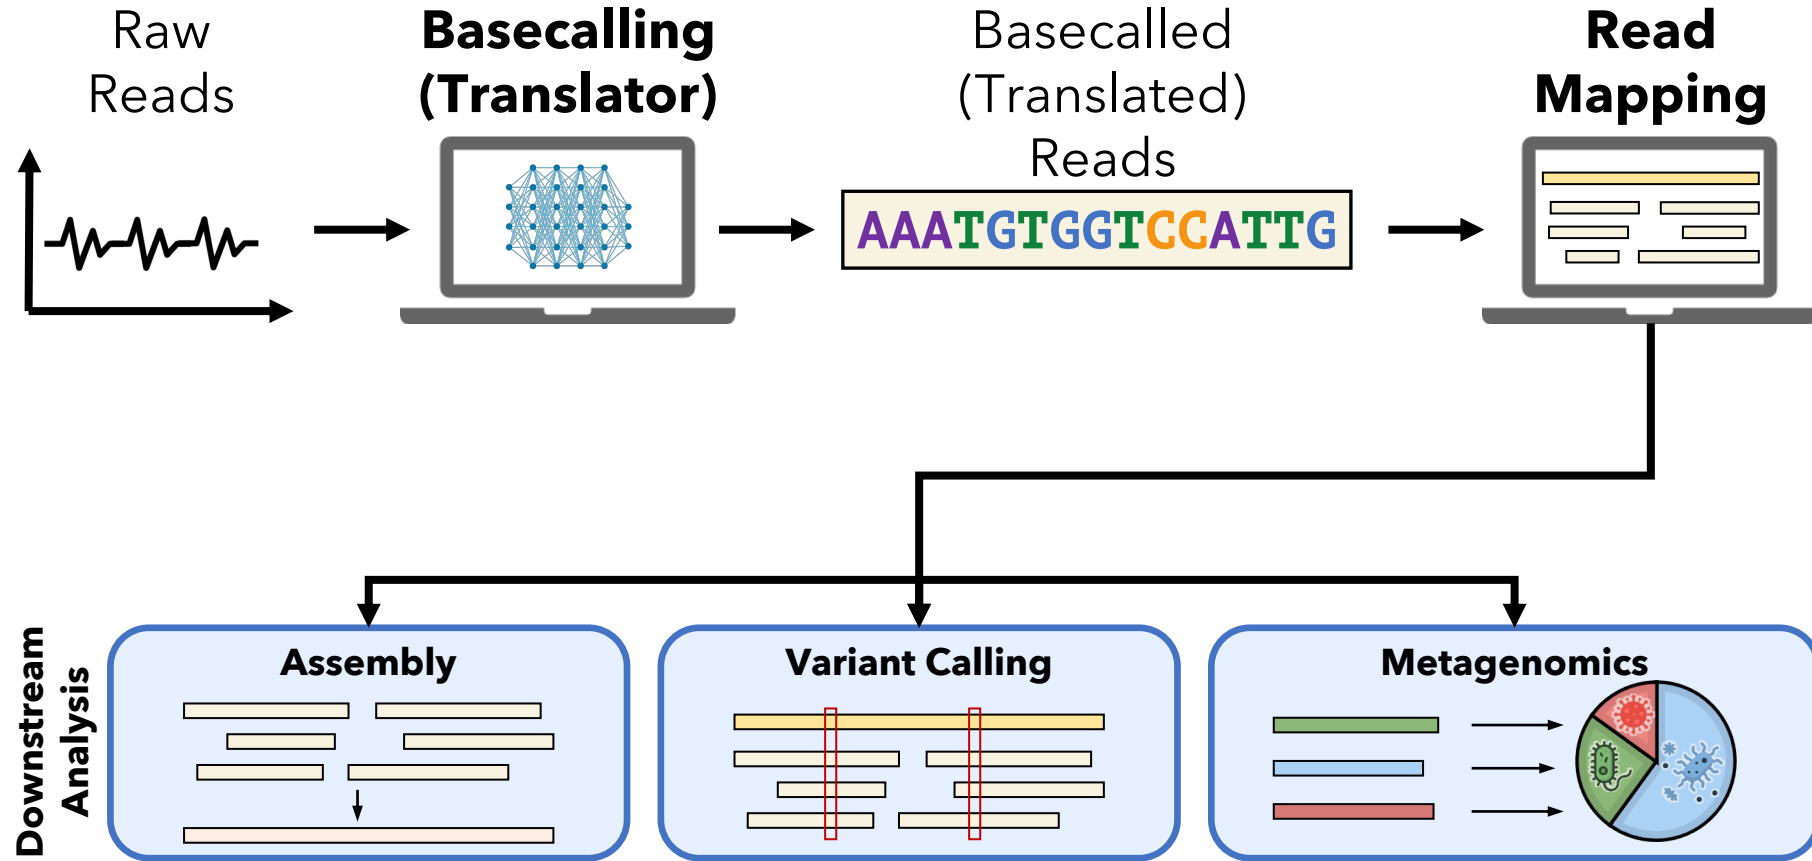 Raw
Reads
Basecalling
(Translator)
Basecalled
(Translated)
Reads
Read
Mapping
AAATGTGGTCCATTG
Downstream
Analysis
Assembly
Variant Calling
Metagenomics